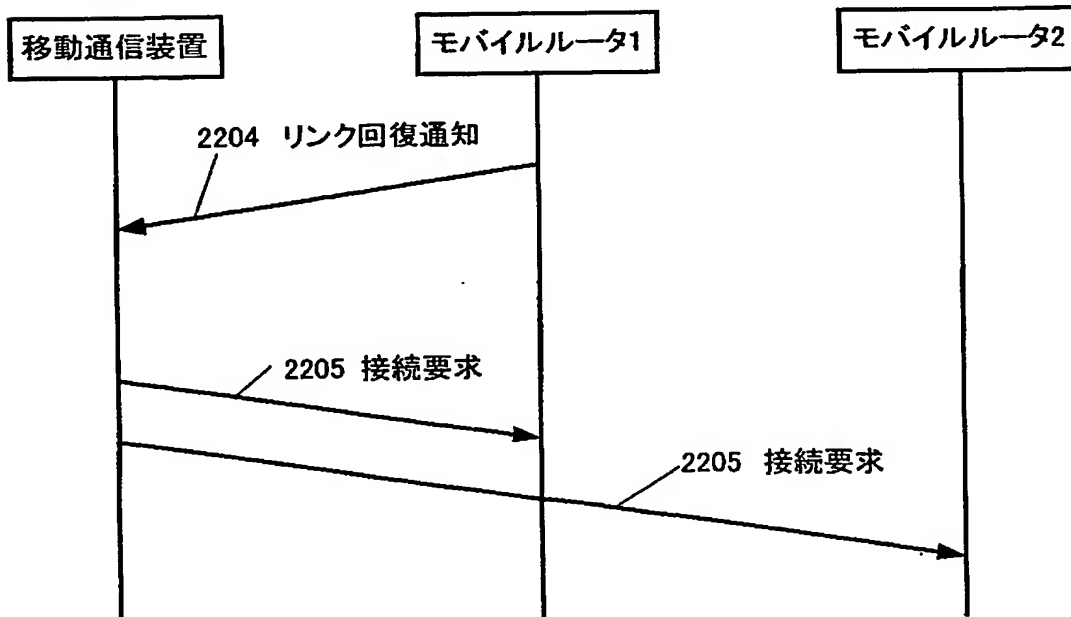 移動通信装置
モバイルルータ1
モバイルルータ2
2204 リンク回復通知
2205 接続要求
2205 接続要求